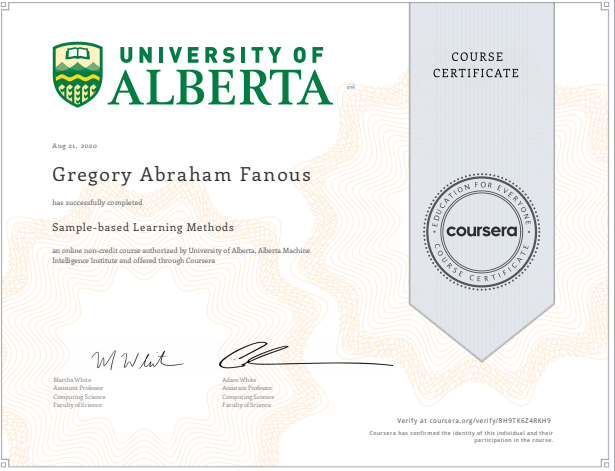 UNIVERSITY OF
ALBERTA
COURSE
CERTIFICATE
Aug 21, 2020
Gregory Abraham Fanous
has successfully completed
Sample-based Learning Methods
an online non-credit course authorized by University of Alberta, Alberta Machine
Intelligence Institute and offered through Coursera
EDUCATION FOR EVERYONE
coursera
COURSE CERTIFICATE
M White
Martha White
Assistant Professor
Computing Science
Faculty of Science
Adam White
Assistant Professor
Computing Science
Faculty of Science
Verify at coursera.org/verify/8H9TK6Z4RKH9
Coursera has confirmed the identity of this individual and their
participation in the course.